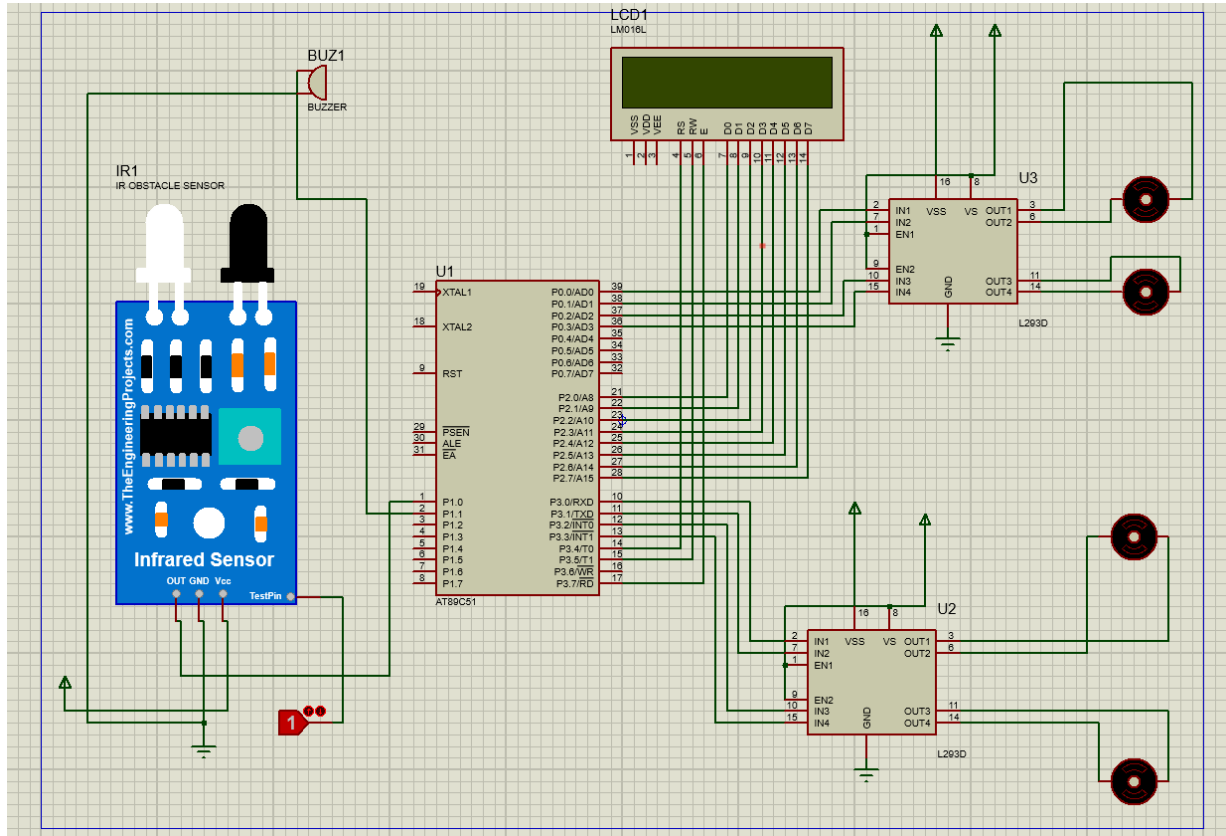 LCD1
LM016L
VSS VDD VEE RS RW E D0 D1 D2 D3 D4 D5 D6 D7
1 2 3 4 5 6 7 8 9 10 11 12 13 14
BUZ1
BUZZER
IR1
IR OBSTACLE SENSOR
www.TheEngineeringProjects.com
Infrared Sensor
OUT GND Vcc
TestPin
1
U1
19 XTAL1
18 XTAL2
9 RST
29 PSEN
30 ALE
31 EA
1 P1.0
2 P1.1
3 P1.2
4 P1.3
5 P1.4
6 P1.5
7 P1.6
8 P1.7
P0.0/AD0 39
P0.1/AD1 38
P0.2/AD2 37
P0.3/AD3 36
P0.4/AD4 35
P0.5/AD5 34
P0.6/AD6 33
P0.7/AD7 32
P2.0/A8 21
P2.1/A9 22
P2.2/A10 23
P2.3/A11 24
P2.4/A12 25
P2.5/A13 26
P2.6/A14 27
P2.7/A15 28
P3.0/RXD 10
P3.1/TXD 11
P3.2/INT0 12
P3.3/INT1 13
P3.4/T0 14
P3.5/T1 15
P3.6/WR 16
P3.7/RD 17
AT89C51
U3
16 8
VSS VS
2 IN1
7 IN2
1 EN1
9 EN2
10 IN3
15 IN4
OUT1 3
OUT2 6
OUT3 11
OUT4 14
GND
L293D
U2
16 8
VSS VS
2 IN1
7 IN2
1 EN1
9 EN2
10 IN3
15 IN4
OUT1 3
OUT2 6
OUT3 11
OUT4 14
GND
L293D